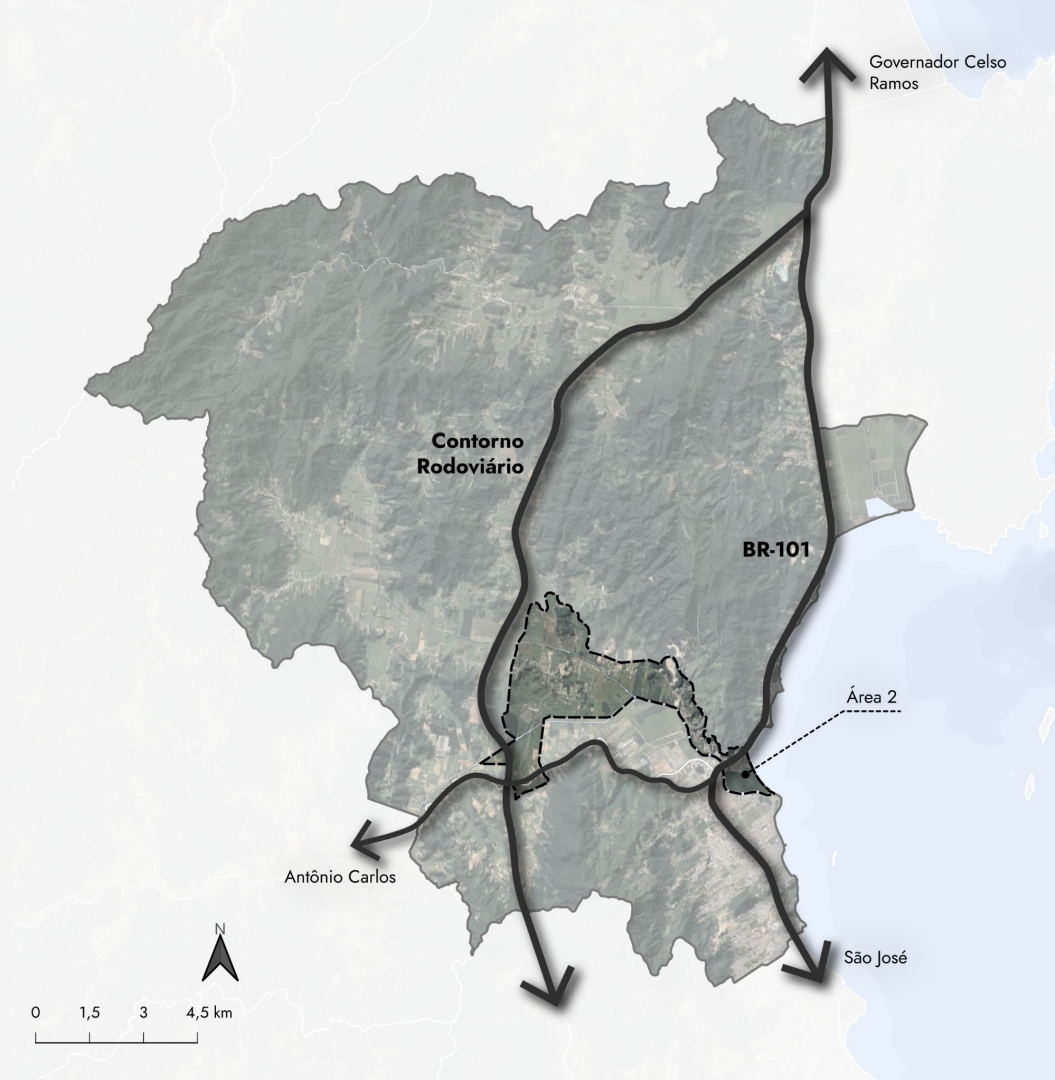 Governador Celso
Ramos
Contorno
Rodoviário
BR-101
Área 2
Antônio Carlos
N
São José
0 1,5 3 4,5 km